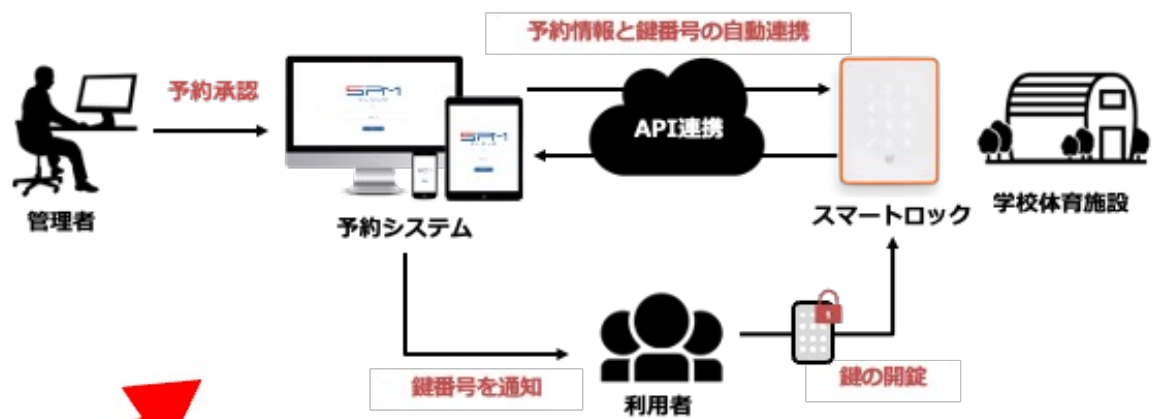 予約情報と鍵番号の自動連携
予約承認
SPM
SPM
API連携
管理者
予約システム
スマートロック
学校体育施設
鍵番号を通知
利用者
鍵の開錠